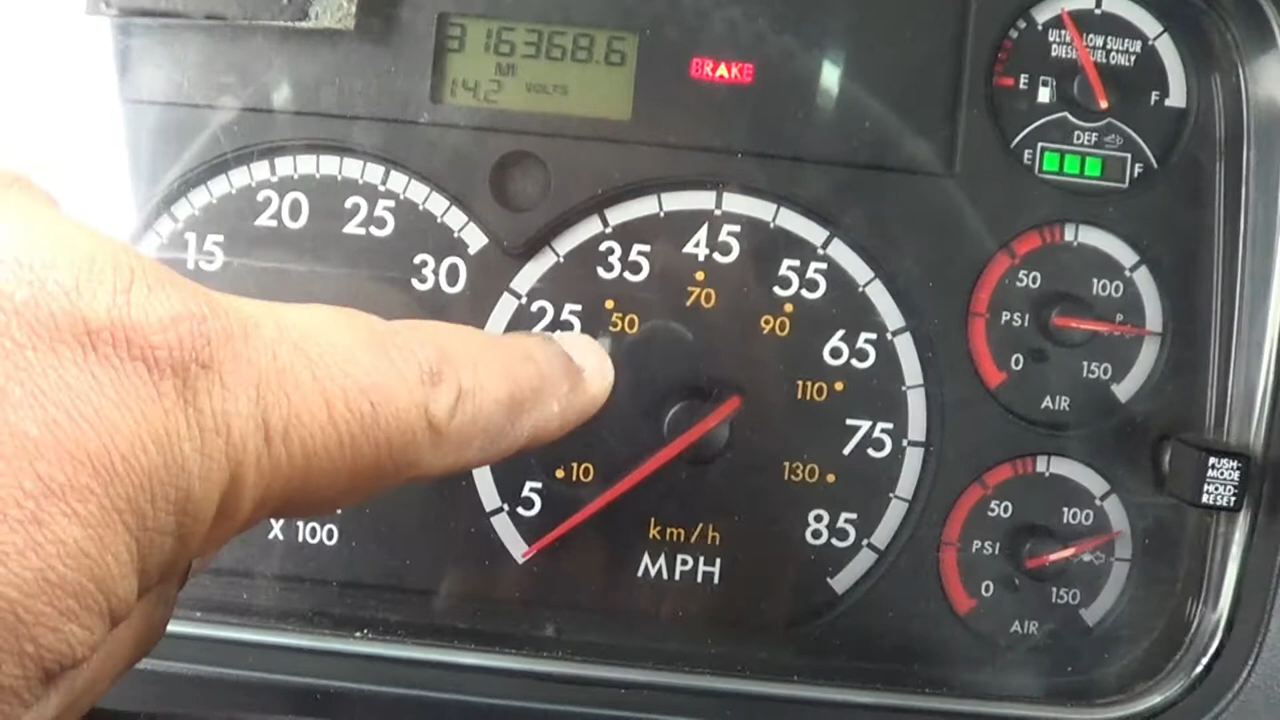 316368.6
MI
14.2 VOLTS
BRAKE
ULTRA LOW SULFUR
DIESEL FUEL ONLY
E
F
DEF
E
F
15
20
25
30
X 100
5
25
35
45
55
65
75
85
10
50
70
90
110
130
km/h
MPH
50
100
PSI
0
150
AIR
50
100
PSI
0
150
AIR
PUSH-
MODE
HOLD-
RESET